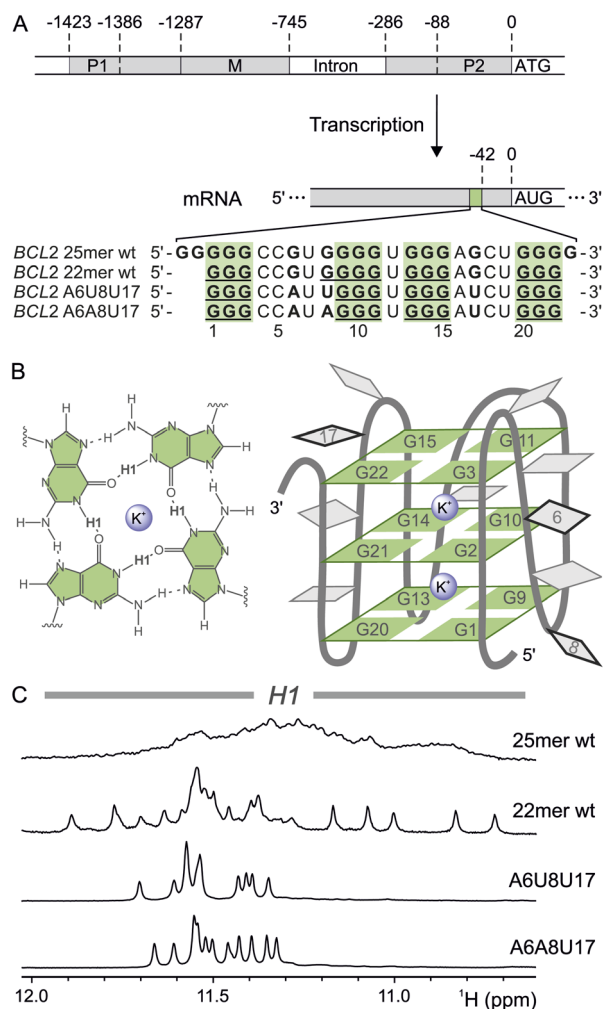 A
-1423 -1386 -1287 -745 -286 -88 0
P1 M Intron P2 ATG
Transcription
-42 0
mRNA 5' ··· AUG ··· 3'
BCL2 25mer wt 5'- G G G G G C C G U G G G G U G G G A G C U G G G G -3'
BCL2 22mer wt 5'- G G G C C G U G G G G U G G G A G C U G G G -3'
BCL2 A6U8U17 5'- G G G C C A U U G G G U G G G A U C U G G G -3'
BCL2 A6A8U17 5'- G G G C C A U A G G G U G G G A U C U G G G -3'
1 5 10 15 20
B
H H N H N N N O N N H1 N H N N N H
N H N H O H1 N N N H
K⁺
H1 N H N H O H1 N N H
H N N O N H1 O N N H
N N N H N H N N H
17 G15 G11
3' G22 G3
K⁺
G14 G10 6
G21 G2
K⁺
G13 G9
G20 G1
5' 8
C
H1
25mer wt
22mer wt
A6U8U17
A6A8U17
12.0 11.5 11.0 ¹H (ppm)